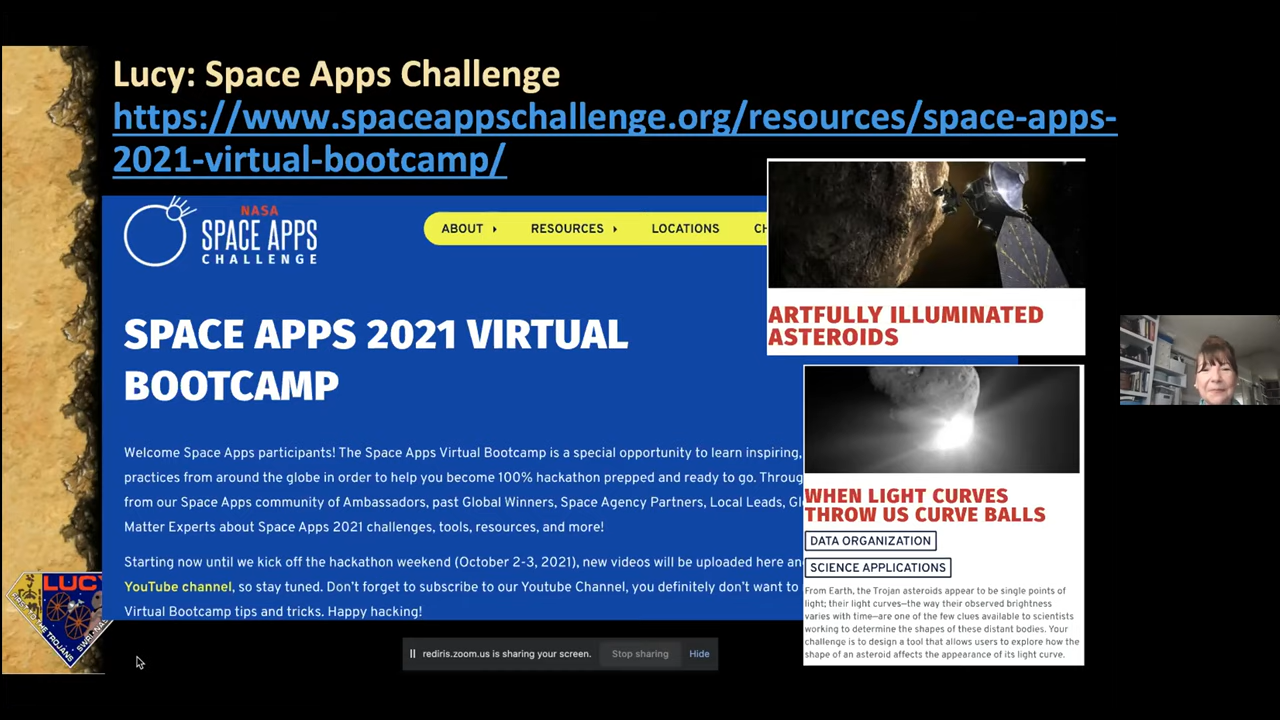 Lucy: Space Apps Challenge
https://www.spaceappschallenge.org/resources/space-apps-
2021-virtual-bootcamp/
NASA
SPACE APPS
CHALLENGE
ABOUT
RESOURCES
LOCATIONS
CH
SPACE APPS 2021 VIRTUAL
BOOTCAMP
Welcome Space Apps participants! The Space Apps Virtual Bootcamp is a special opportunity to learn inspiring,
practices from around the globe in order to help you become 100% hackathon prepped and ready to go. Throug
from our Space Apps community of Ambassadors, past Global Winners, Space Agency Partners, Local Leads, Gl
Matter Experts about Space Apps 2021 challenges, tools, resources, and more!
Starting now until we kick off the hackathon weekend (October 2-3, 2021), new videos will be uploaded here an
YouTube channel, so stay tuned. Don't forget to subscribe to our Youtube Channel, you definitely don't want to
Virtual Bootcamp tips and tricks. Happy hacking!
ARTFULLY ILLUMINATED
ASTEROIDS
WHEN LIGHT CURVES
THROW US CURVE BALLS
DATA ORGANIZATION
SCIENCE APPLICATIONS
From Earth, the Trojan asteroids appear to be single points of
light; their light curves—the way their observed brightness
varies with time—are one of the few clues available to scientists
working to determine the shapes of these distant bodies. Your
challenge is to design a tool that allows users to explore how the
shape of an asteroid affects the appearance of its light curve.
LUCY
FIRST TO THE TROJANS
rediris.zoom.us is sharing your screen.
Stop sharing
Hide